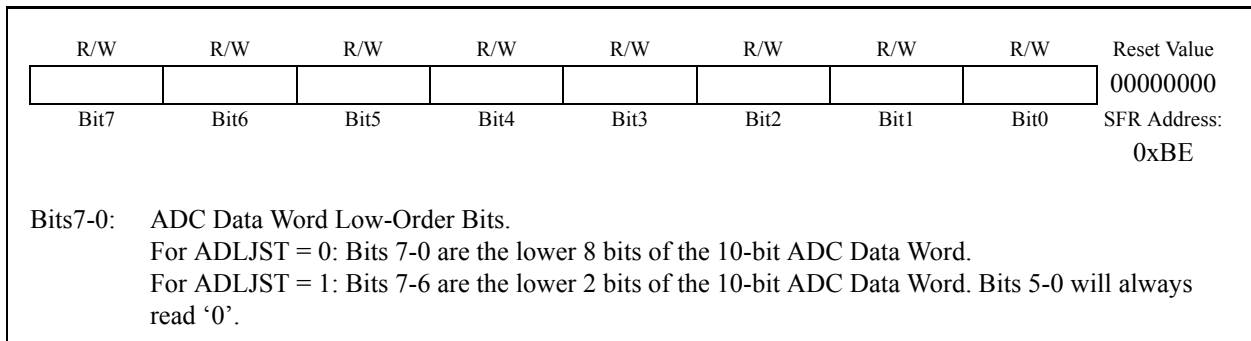 R/W R/W R/W R/W R/W R/W R/W R/W Reset Value
00000000
Bit7 Bit6 Bit5 Bit4 Bit3 Bit2 Bit1 Bit0 SFR Address:
0xBE
Bits7-0: ADC Data Word Low-Order Bits.
For ADLJST = 0: Bits 7-0 are the lower 8 bits of the 10-bit ADC Data Word.
For ADLJST = 1: Bits 7-6 are the lower 2 bits of the 10-bit ADC Data Word. Bits 5-0 will always
read ‘0’.